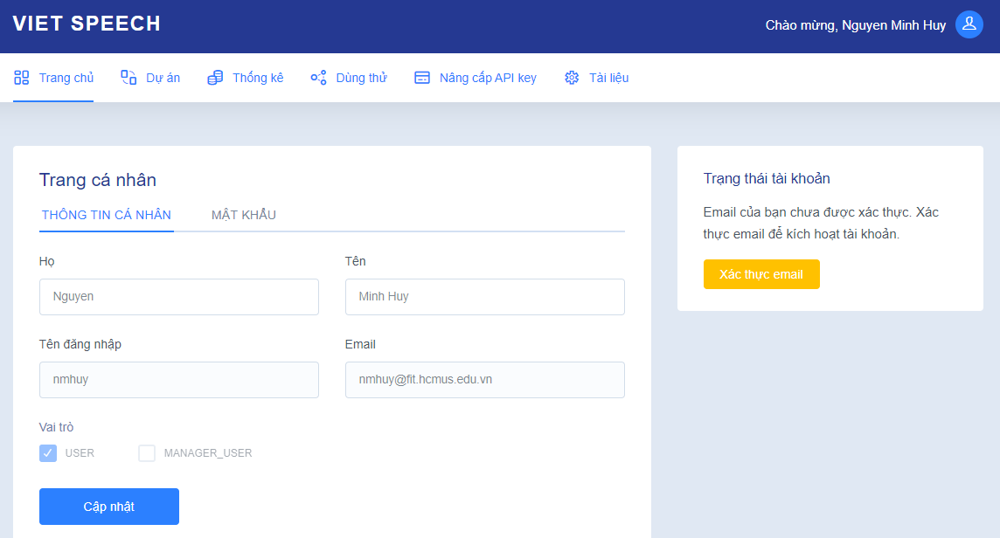 VIET SPEECH
Chào mừng, Nguyen Minh Huy
Trang chủ
Dự án
Thống kê
Dùng thử
Nâng cấp API key
Tài liệu
Trang cá nhân
THÔNG TIN CÁ NHÂN
MẬT KHẨU
Họ
Tên
Nguyen
Minh Huy
Tên đăng nhập
Email
nmhuy
nmhuy@fit.hcmus.edu.vn
Vai trò
USER
MANAGER_USER
Cập nhật
Trạng thái tài khoản
Email của bạn chưa được xác thực. Xác
thực email để kích hoạt tài khoản.
Xác thực email